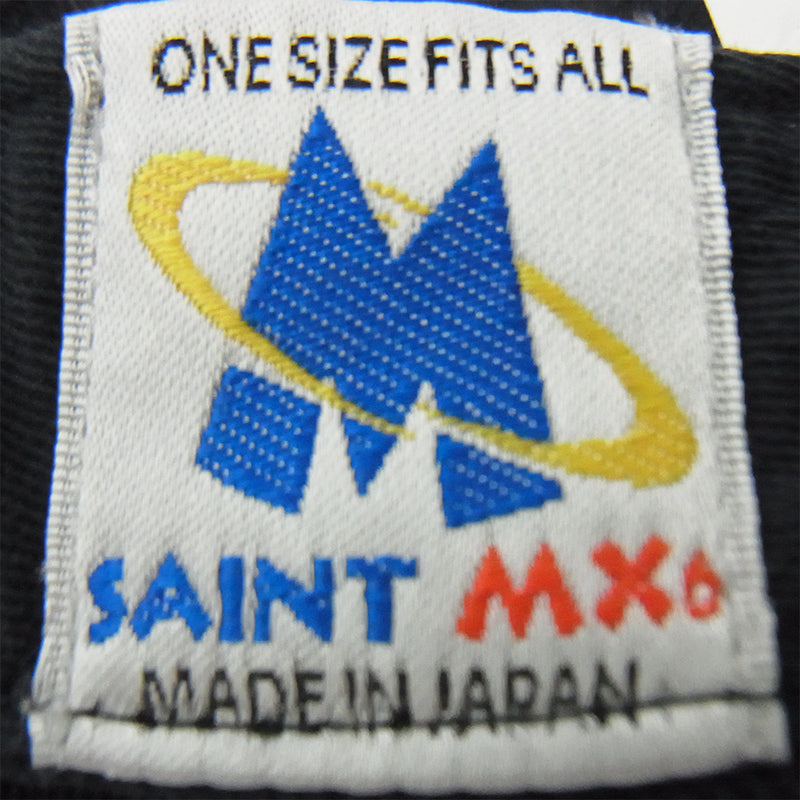 ONE SIZE FITS ALL
SAINT MX6
MADE IN JAPAN